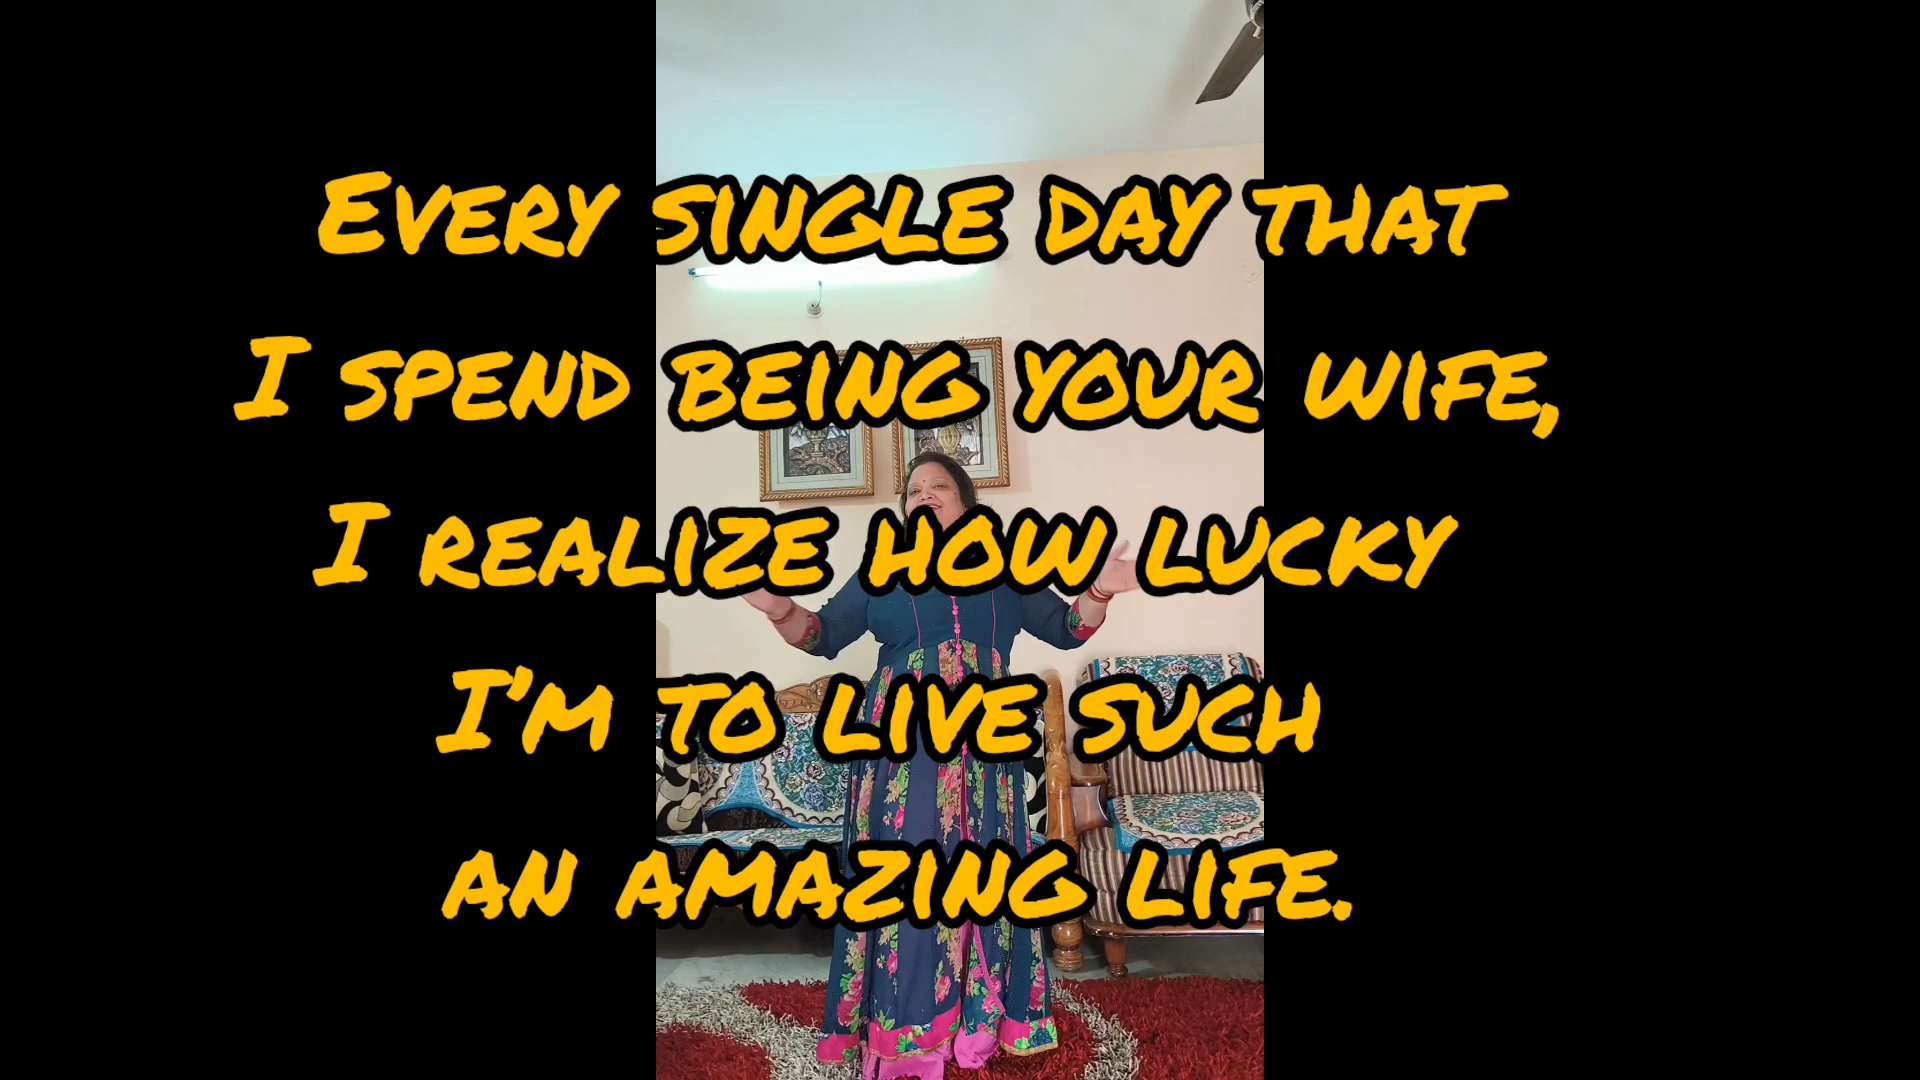 Every single day that
I spend being your wife,
I realize how lucky
I'm to live such
an amazing life.